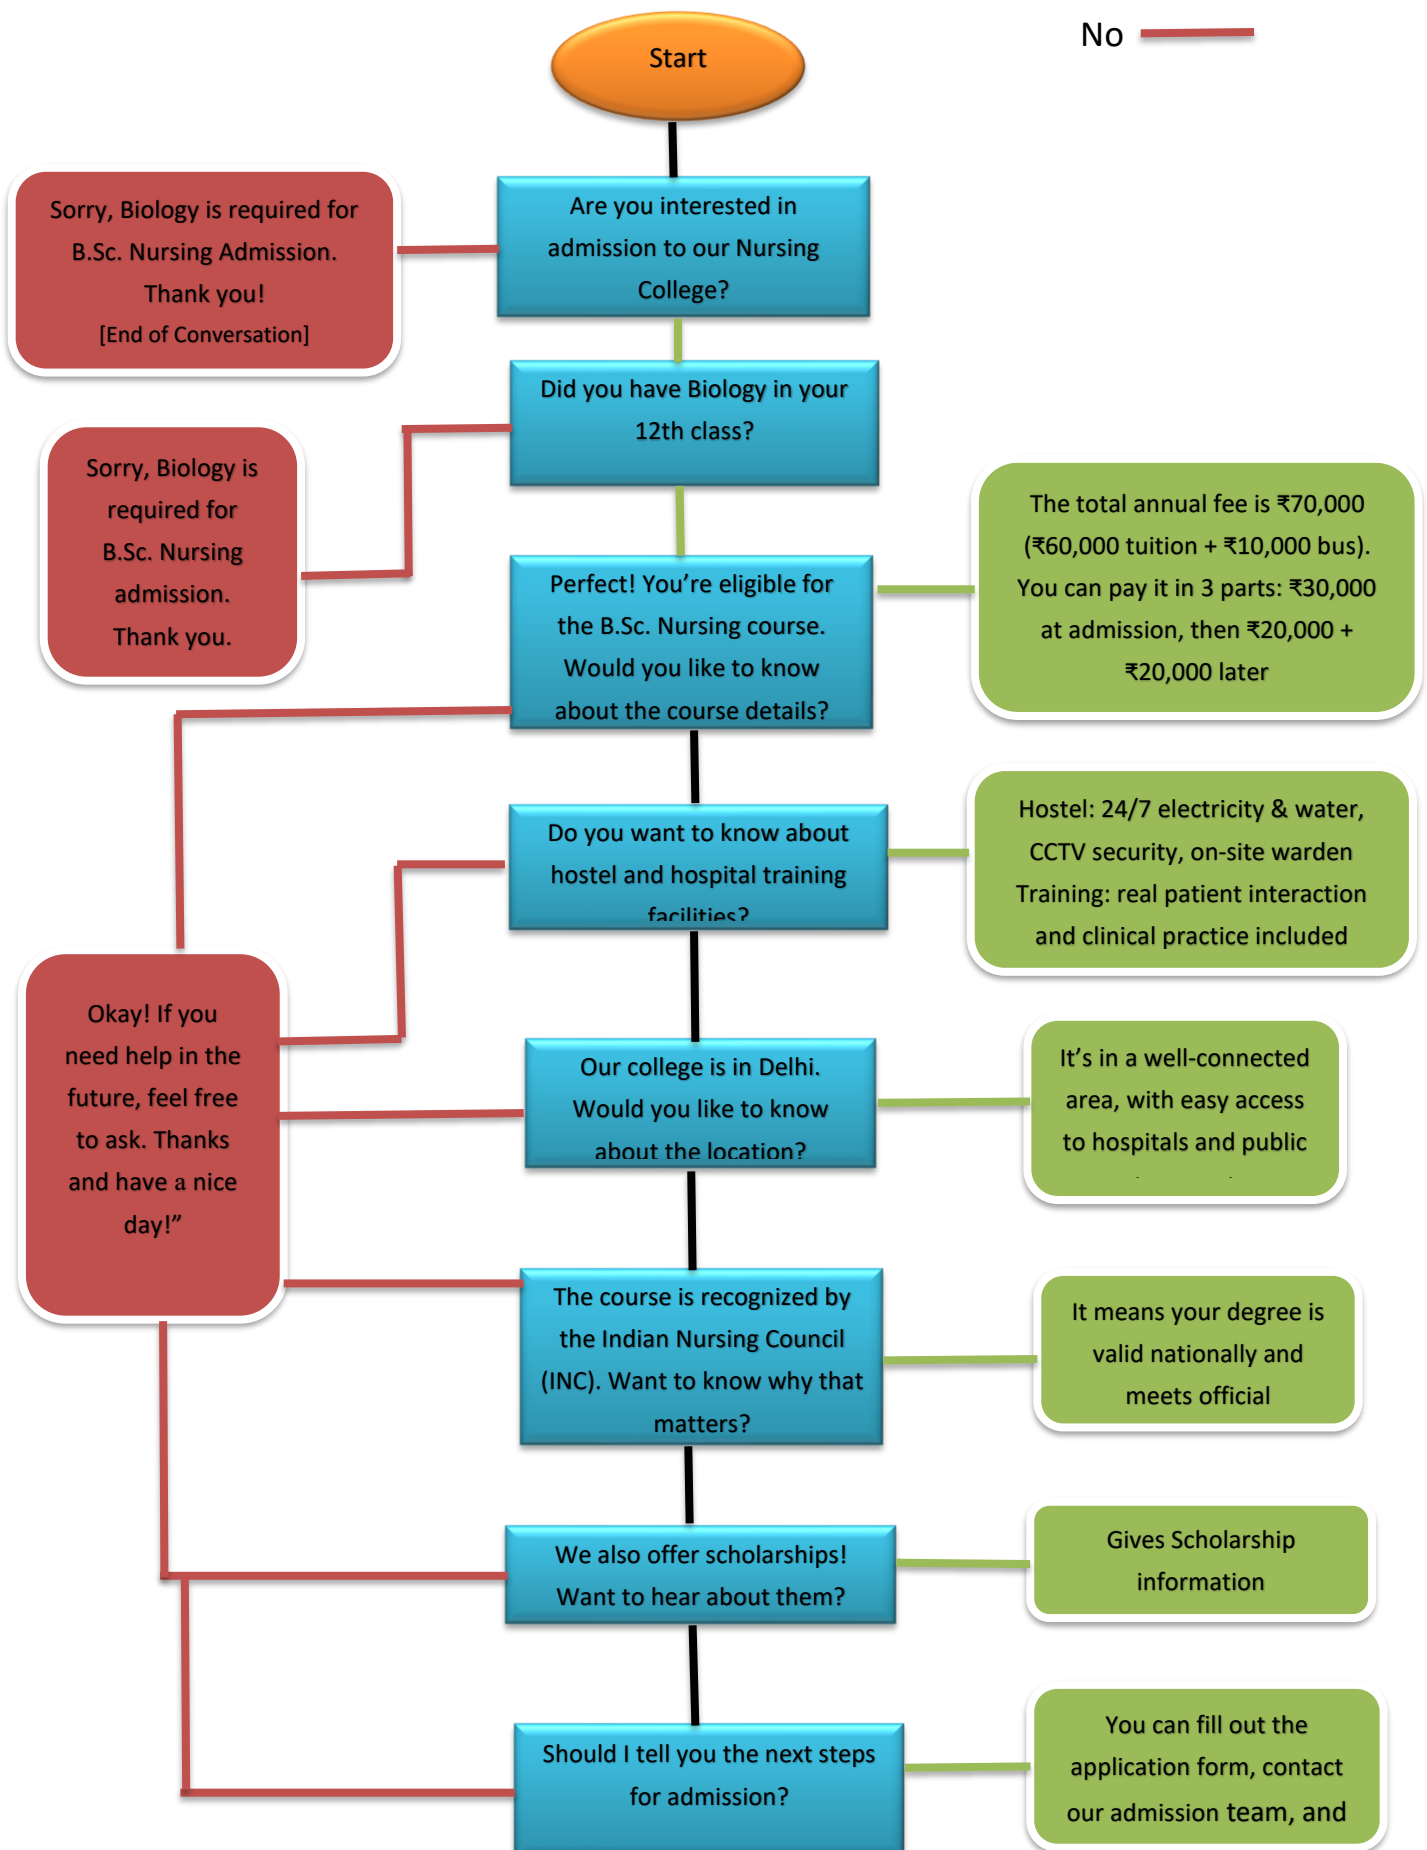 No
Start
Are you interested in
admission to our Nursing
College?
Sorry, Biology is required for
B.Sc. Nursing Admission.
Thank you!
[End of Conversation]
Did you have Biology in your
12th class?
Sorry, Biology is
required for
B.Sc. Nursing
admission.
Thank you.
Perfect! You’re eligible for
the B.Sc. Nursing course.
Would you like to know
about the course details?
The total annual fee is ₹70,000
(₹60,000 tuition + ₹10,000 bus).
You can pay it in 3 parts: ₹30,000
at admission, then ₹20,000 +
₹20,000 later
Do you want to know about
hostel and hospital training
facilities?
Hostel: 24/7 electricity & water,
CCTV security, on-site warden
Training: real patient interaction
and clinical practice included
Okay! If you
need help in the
future, feel free
to ask. Thanks
and have a nice
day!”
Our college is in Delhi.
Would you like to know
about the location?
It’s in a well-connected
area, with easy access
to hospitals and public
The course is recognized by
the Indian Nursing Council
(INC). Want to know why that
matters?
It means your degree is
valid nationally and
meets official
We also offer scholarships!
Want to hear about them?
Gives Scholarship
information
Should I tell you the next steps
for admission?
You can fill out the
application form, contact
our admission team, and